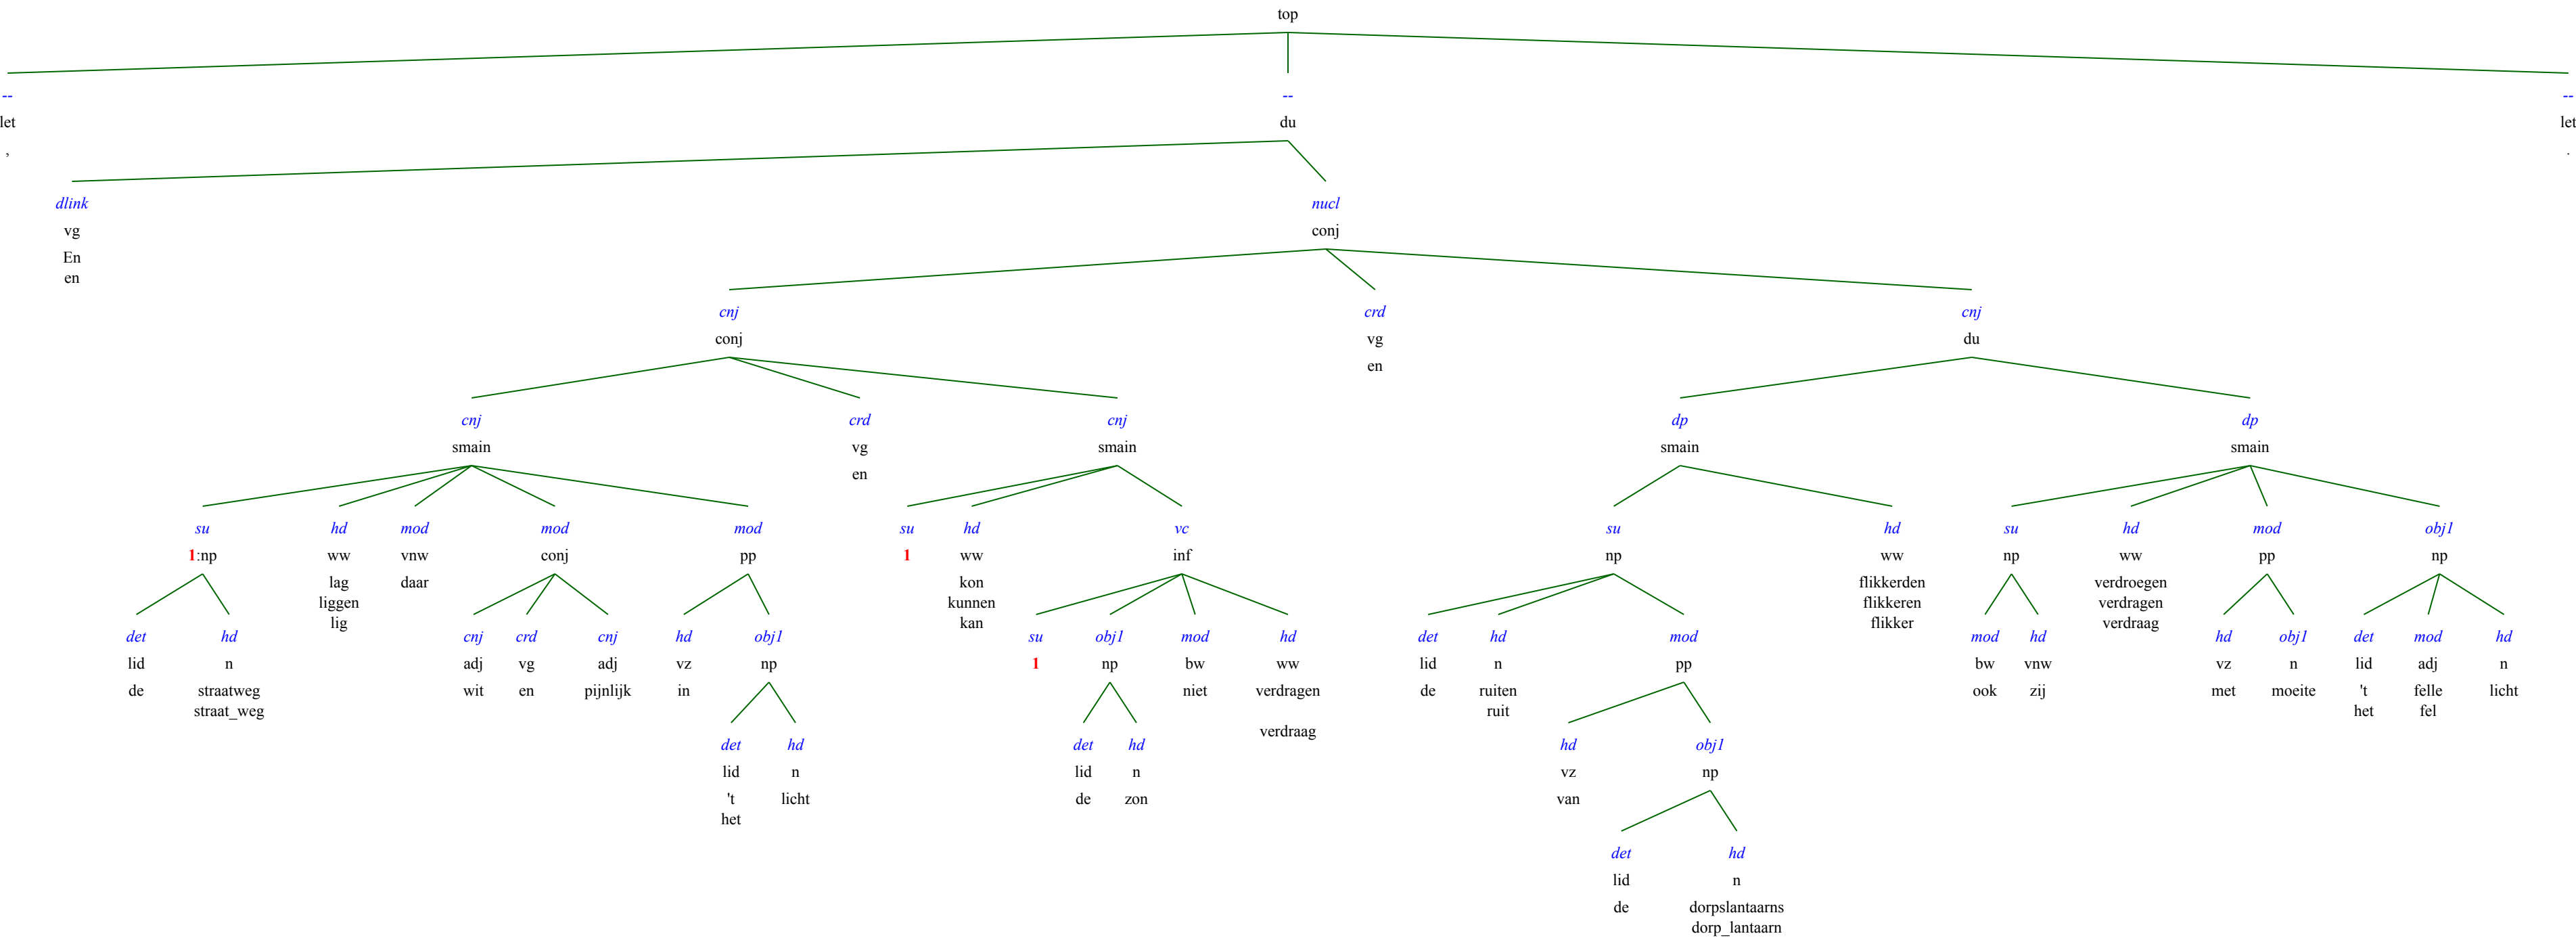 top
-- -- --
let du let
, .
dlink nucl
vg conj
En
en
cnj crd cnj
conj vg du
en
cnj crd cnj dp dp
smain vg smain smain smain
en
su hd mod mod mod su hd vc su hd su hd mod obj1
1:np ww vnw conj pp 1 ww inf np ww np ww pp np
lag daar kon flikkerden verdroegen
liggen kunnen flikkeren verdragen
lig kan flikker verdraag
det hd cnj crd cnj hd obj1 su obj1 mod hd det hd mod mod hd hd obj1 det mod hd
lid n adj vg adj vz np 1 np bw ww lid n pp bw vnw vz n lid adj n
de straatweg wit en pijnlijk in niet verdragen de ruiten ook zij met moeite 't felle licht
straat_weg ruit het fel
verdraag
det hd det hd hd obj1
lid n lid n vz np
't licht de zon van
het
det hd
lid n
de dorpslantaarns
dorp_lantaarn